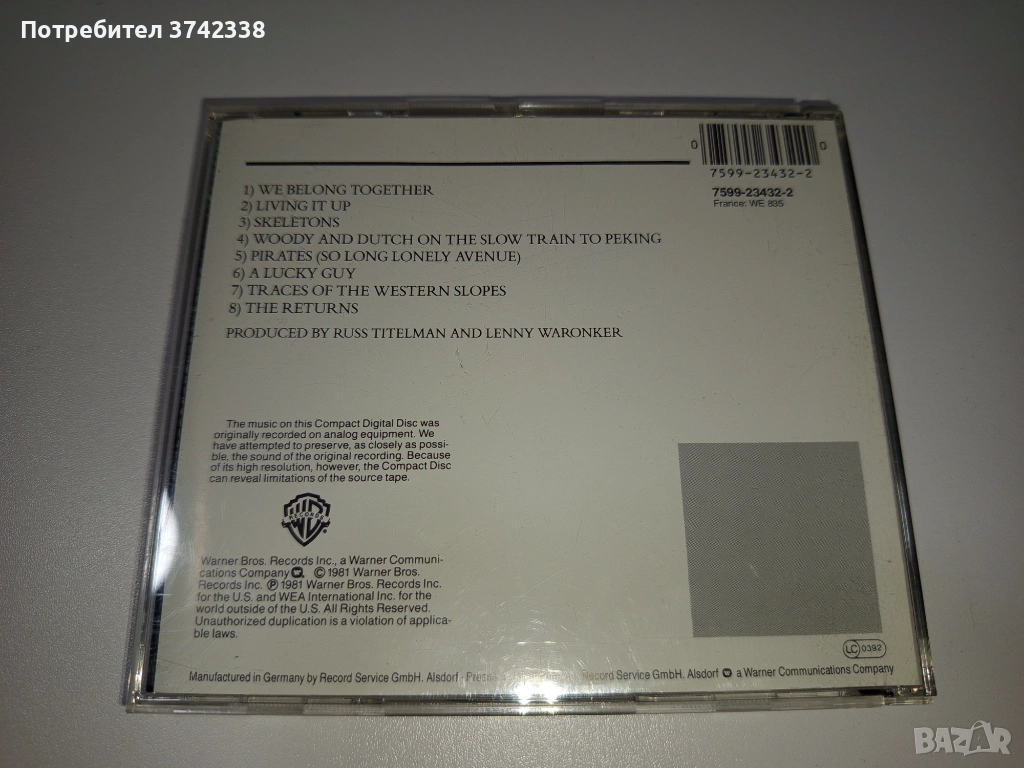 Потребител 3742338
0 0
7599-23432-2
7599-23432-2
France: WE 835
1) WE BELONG TOGETHER
2) LIVING IT UP
3) SKELETONS
4) WOODY AND DUTCH ON THE SLOW TRAIN TO PEKING
5) PIRATES (SO LONG LONELY AVENUE)
6) A LUCKY GUY
7) TRACES OF THE WESTERN SLOPES
8) THE RETURNS
PRODUCED BY RUSS TITELMAN AND LENNY WARONKER
The music on this Compact Digital Disc was
originally recorded on analog equipment. We
have attempted to preserve, as closely as possi-
ble, the sound of the original recording. Because
of its high resolution, however, the Compact Disc
can reveal limitations of the source tape.
WB
RECORDS
Warner Bros. Records Inc., a Warner Communi-
cations Company. © 1981 Warner Bros.
Records Inc. ℗ 1981 Warner Bros. Records Inc.
for the U.S. and WEA International Inc. for the
world outside of the U.S. All Rights Reserved.
Unauthorized duplication is a violation of applica-
ble laws.
LC 0392
Manufactured in Germany by Record Service GmbH. Alsdorf · Record Service GmbH. Alsdorf a Warner Communications Company
BAZAR